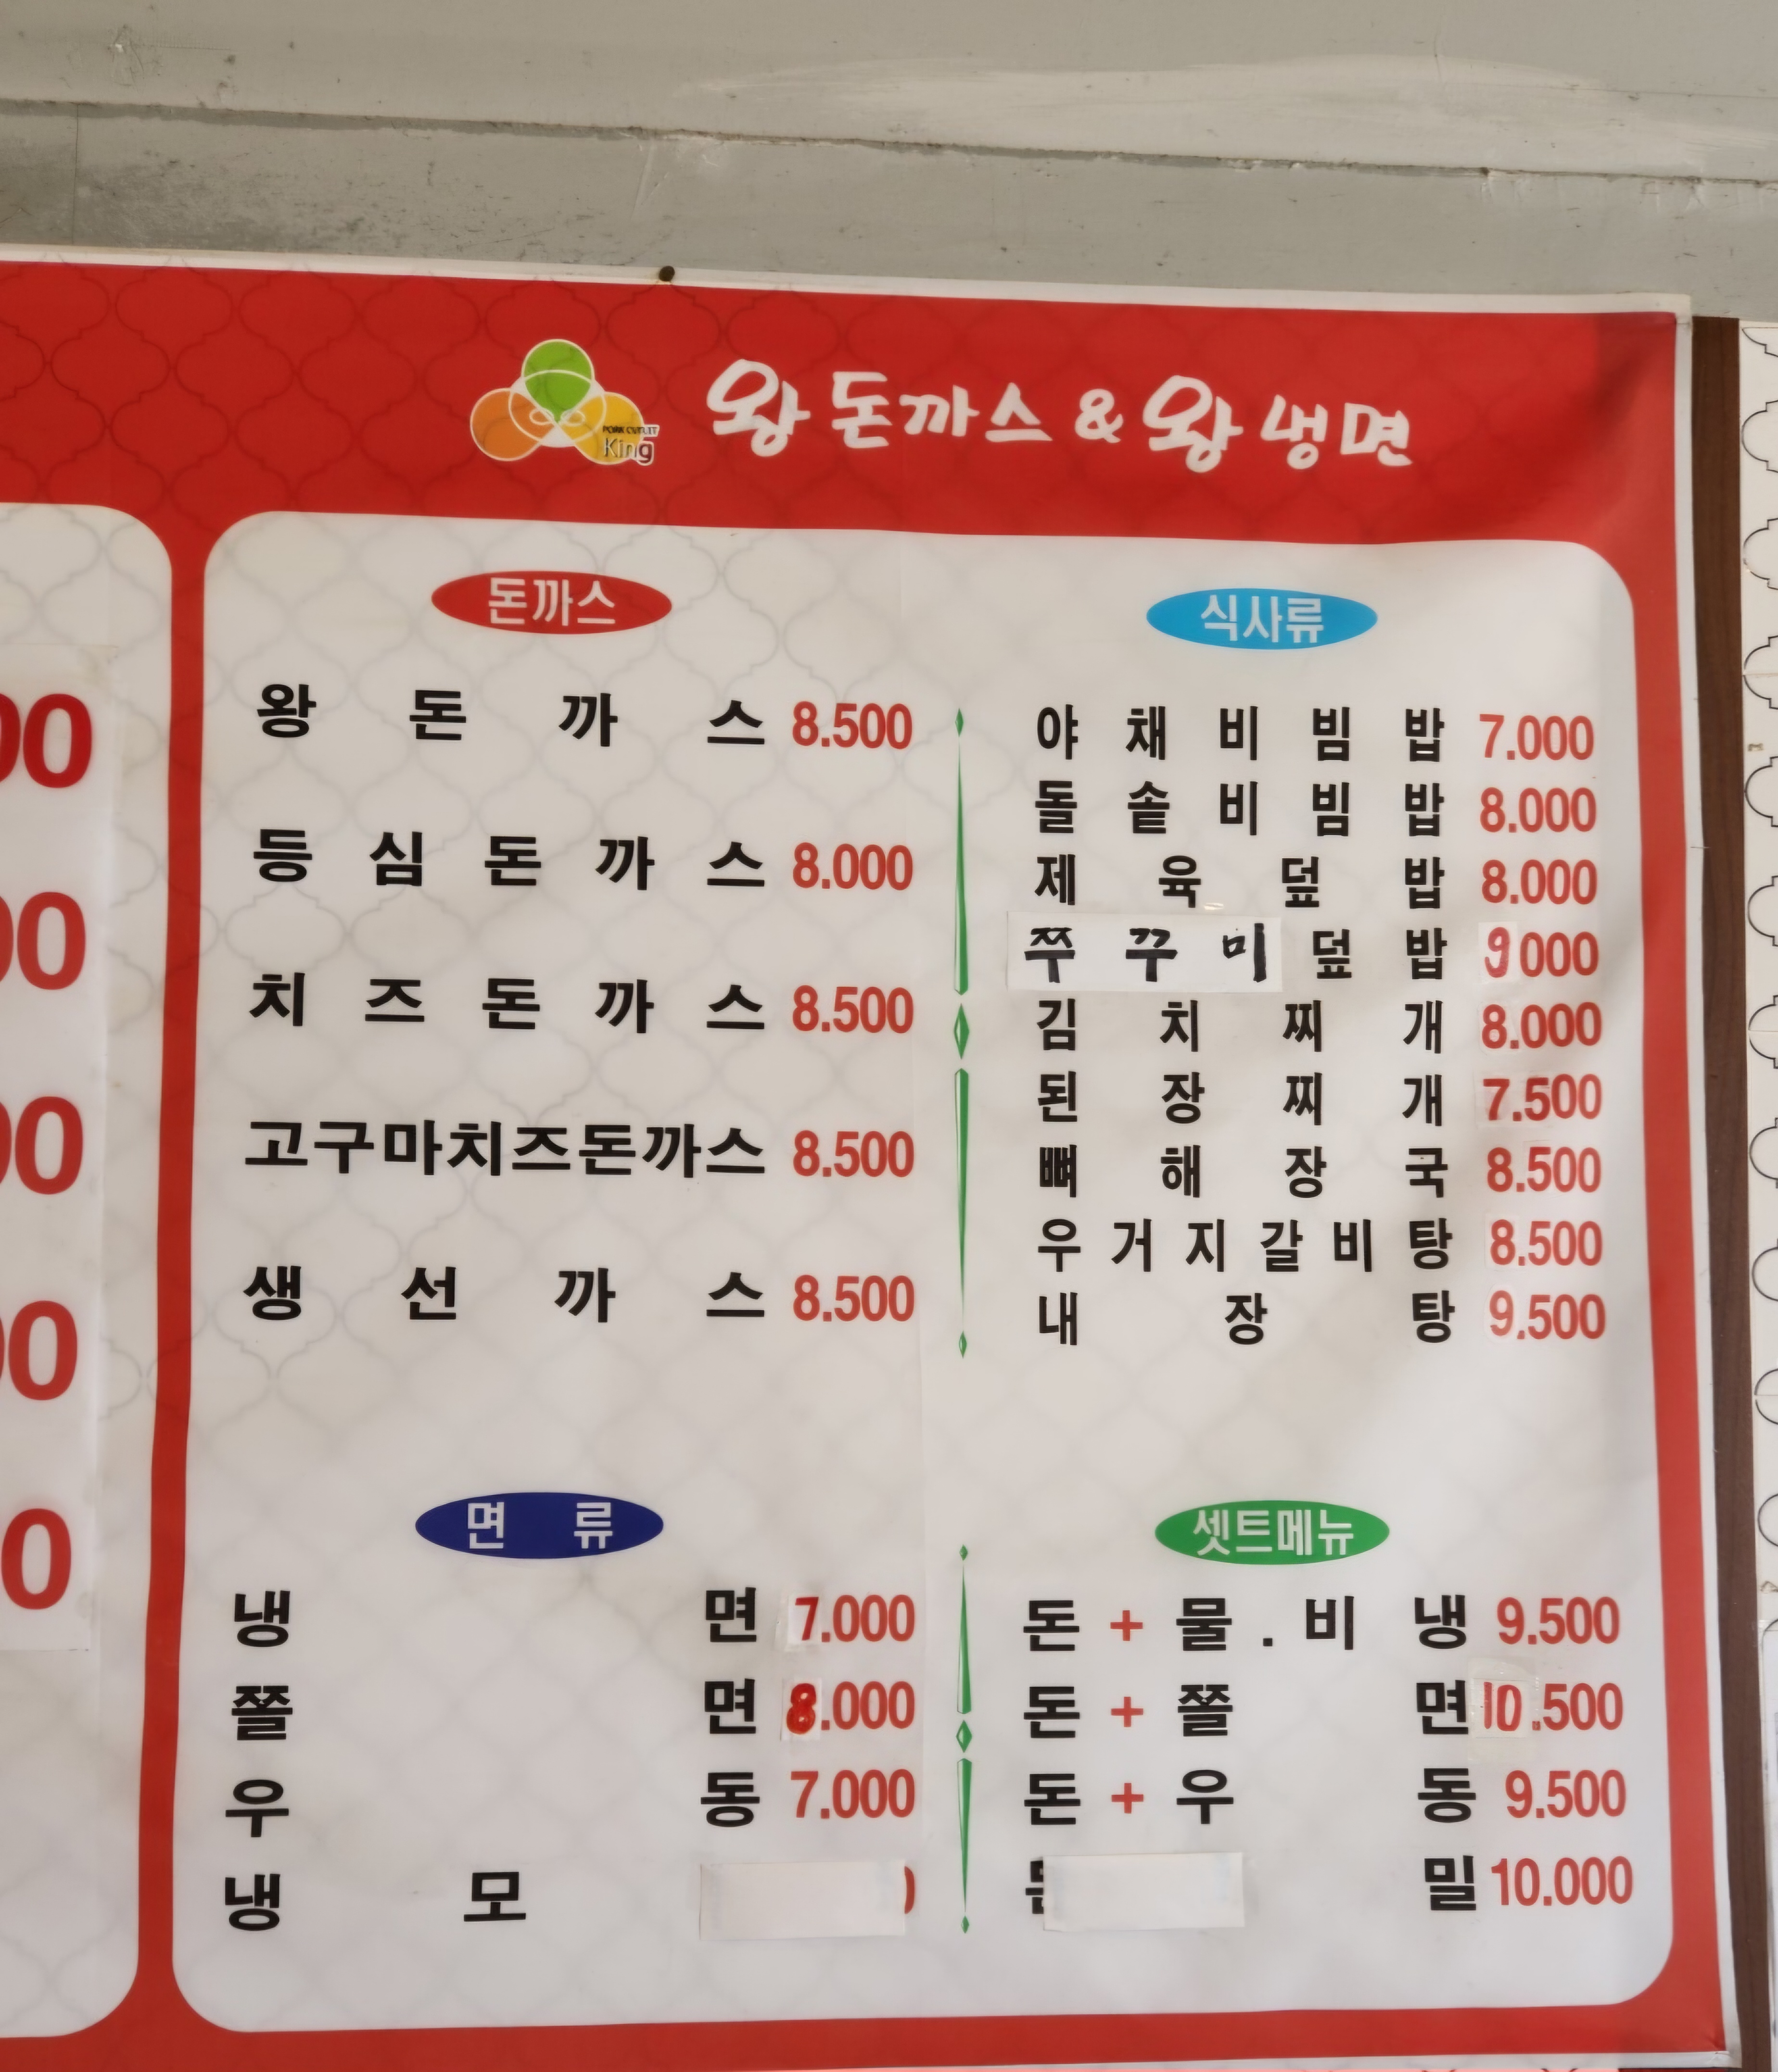 PORK CUTLET
King
왕돈까스 & 왕냉면
돈까스
왕돈까스 8.500
등심돈까스 8.000
치즈돈까스 8.500
고구마치즈돈까스 8.500
생선까스 8.500
식사류
야채비빔밥 7.000
돌솥비빔밥 8.000
제육덮밥 8.000
쭈꾸미덮밥 9000
김치찌개 8.000
된장찌개 7.500
뼈해장국 8.500
우거지갈비탕 8.500
내장탕 9.500
면류
냉면 7.000
쫄면 8.000
우동 7.000
냉모
셋트메뉴
돈+물.비냉 9.500
돈+쫄면 10.500
돈+우동 9.500
밀 10.000
00
00
00
00
0